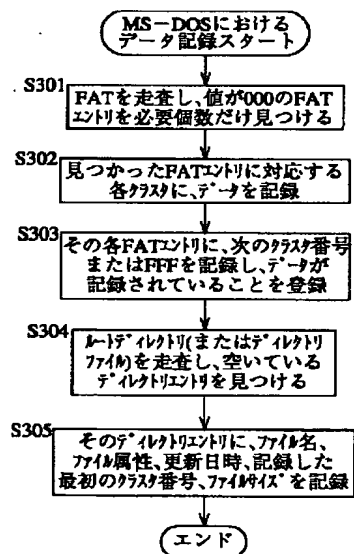 MS-DOSにおける
データ記録スタート
S301
FATを走査し、値が000のFAT
エントリを必要個数だけ見つける
S302
見つかったFATエントリに対応する
各クラスタに、データを記録
S303
その各FATエントリに、次のクラスタ番号
またはFFFを記録し、データが
記録されていることを登録
S304
ルートディレクトリ(またはディレクトリ
ファイル)を走査し、空いている
ディレクトリエントリを見つける
S305
そのディレクトリエントリに、ファイル名、
ファイル属性、更新日時、記録した
最初のクラスタ番号、ファイルサイズを記録
エンド